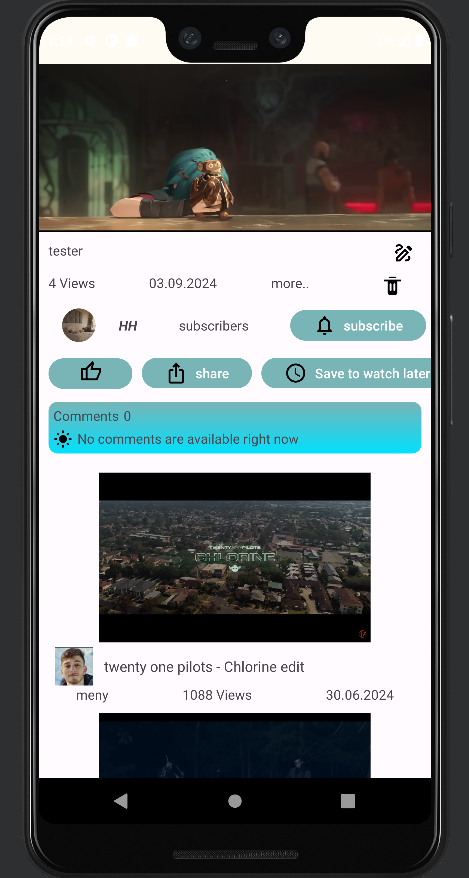 tester
4 Views 03.09.2024 more..
HH subscribers subscribe
share Save to watch later
Comments 0
No comments are available right now
TWENTY ONE PILOTS
CHLORINE
twenty one pilots - Chlorine edit
meny 1088 Views 30.06.2024